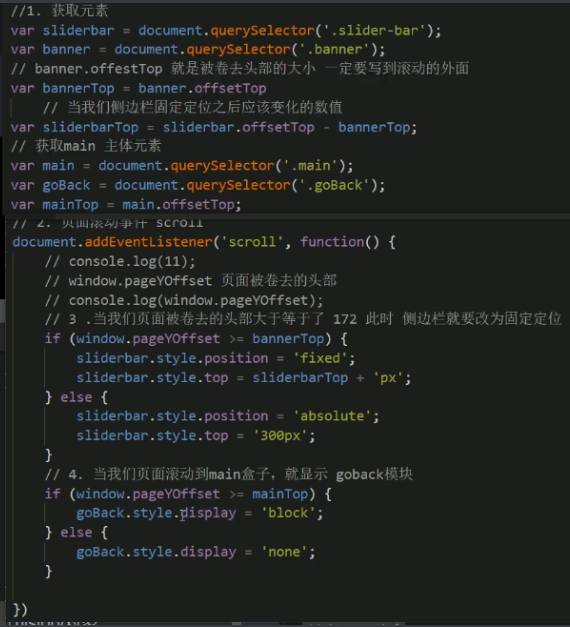 //1. 获取元素
var sliderbar = document.querySelector('.slider-bar');
var banner = document.querySelector('.banner');
// banner.offestTop 就是被卷去头部的大小 一定要写到滚动的外面
var bannerTop = banner.offsetTop
// 当我们侧边栏固定定位之后应该变化的数值
var sliderbarTop = sliderbar.offsetTop - bannerTop;
// 获取main 主体元素
var main = document.querySelector('.main');
var goBack = document.querySelector('.goBack');
var mainTop = main.offsetTop;
// 2. 页面滚动事件 scroll
document.addEventListener('scroll', function() {
// console.log(11);
// window.pageYOffset 页面被卷去的头部
// console.log(window.pageYOffset);
// 3 .当我们页面被卷去的头部大于等于了 172 此时 侧边栏就要改为固定定位
if (window.pageYOffset >= bannerTop) {
sliderbar.style.position = 'fixed';
sliderbar.style.top = sliderbarTop + 'px';
} else {
sliderbar.style.position = 'absolute';
sliderbar.style.top = '300px';
}
// 4. 当我们页面滚动到main盒子，就显示 goback模块
if (window.pageYOffset >= mainTop) {
goBack.style.display = 'block';
} else {
goBack.style.display = 'none';
}
})